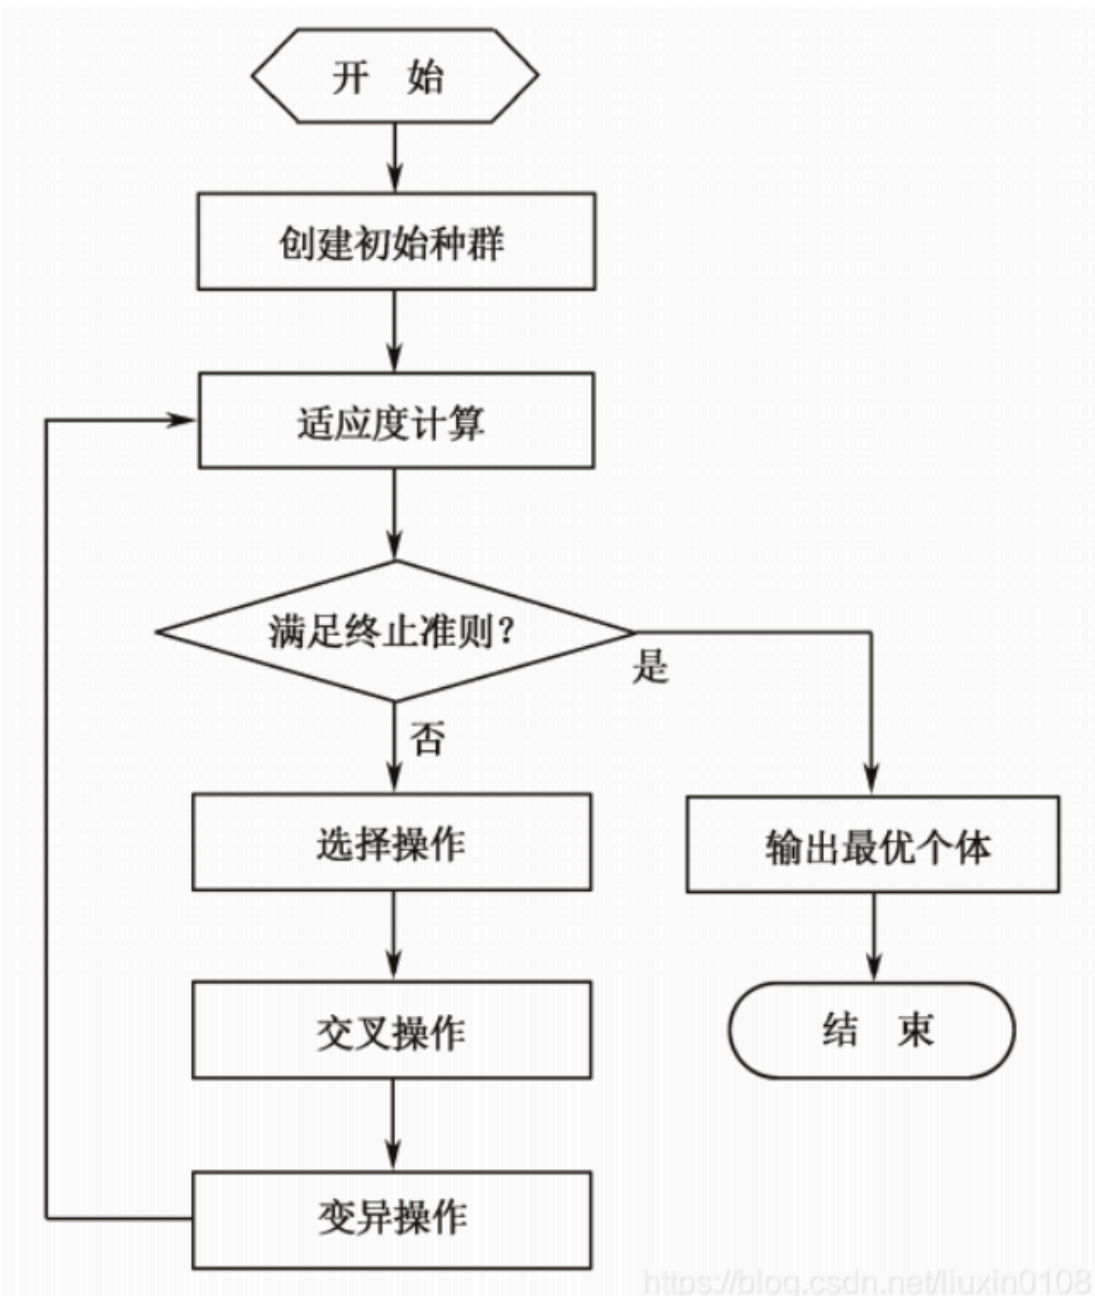 开 始
创建初始种群
适应度计算
满足终止准则?
是
否
选择操作
输出最优个体
交叉操作
结 束
变异操作
https://blog.csdn.net/liuxin0108